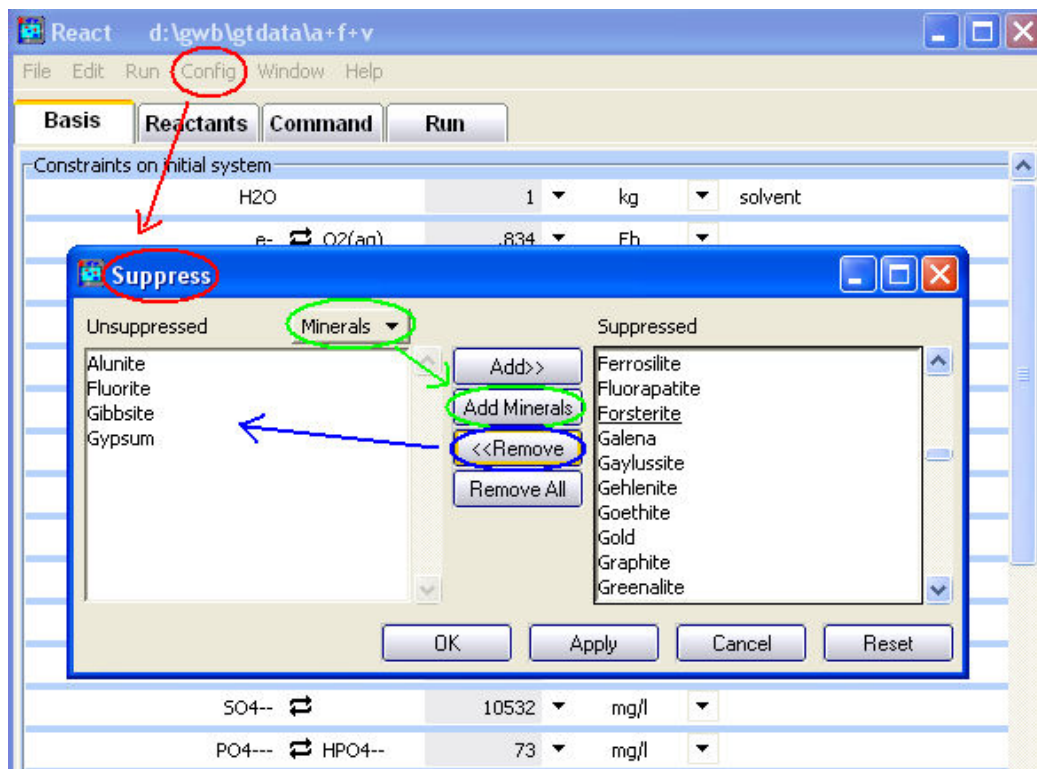 React d:\gwb\gtdata\a+f+v
File Edit Run Config Window Help
Basis Reactants Command Run
Constraints on initial system
H2O 1 kg solvent
e- O2(aq) .834 Eh
Suppress
Unsuppressed Minerals Suppressed
Alunite
Fluorite
Gibbsite
Gypsum
Add>>
Add Minerals
<<Remove
Remove All
Ferrosilite
Fluorapatite
Forsterite
Galena
Gaylussite
Gehlenite
Goethite
Gold
Graphite
Greenalite
OK Apply Cancel Reset
SO4-- 10532 mg/l
PO4--- HPO4-- 73 mg/l